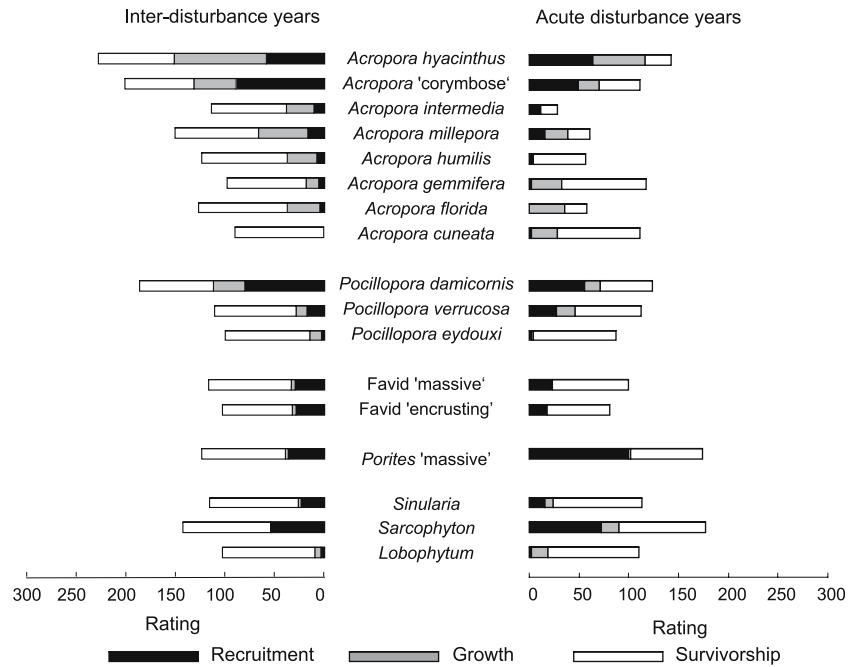 Inter-disturbance years
Acute disturbance years
Acropora hyacinthus
Acropora 'corymbose‘
Acropora intermedia
Acropora millepora
Acropora humilis
Acropora gemmifera
Acropora florida
Acropora cuneata
Pocillopora damicornis
Pocillopora verrucosa
Pocillopora eydouxi
Favid 'massive‘
Favid 'encrusting’
Porites 'massive’
Sinularia
Sarcophyton
Lobophytum
300 250 200 150 100 50 0
0 50 100 150 200 250 300
Rating
Rating
Recruitment
Growth
Survivorship